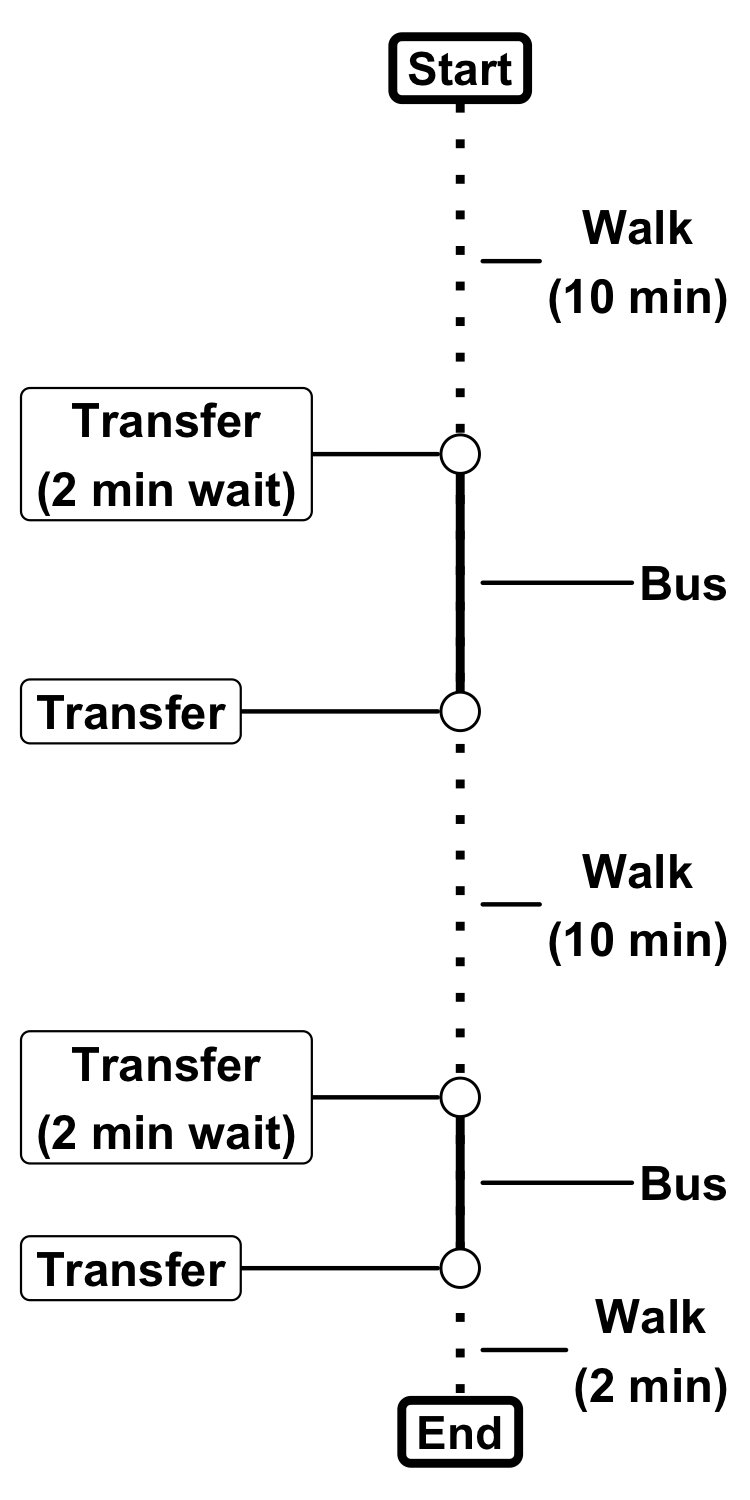 Start
Walk
(10 min)
Transfer
(2 min wait)
Bus
Transfer
Walk
(10 min)
Transfer
(2 min wait)
Bus
Transfer
Walk
(2 min)
End